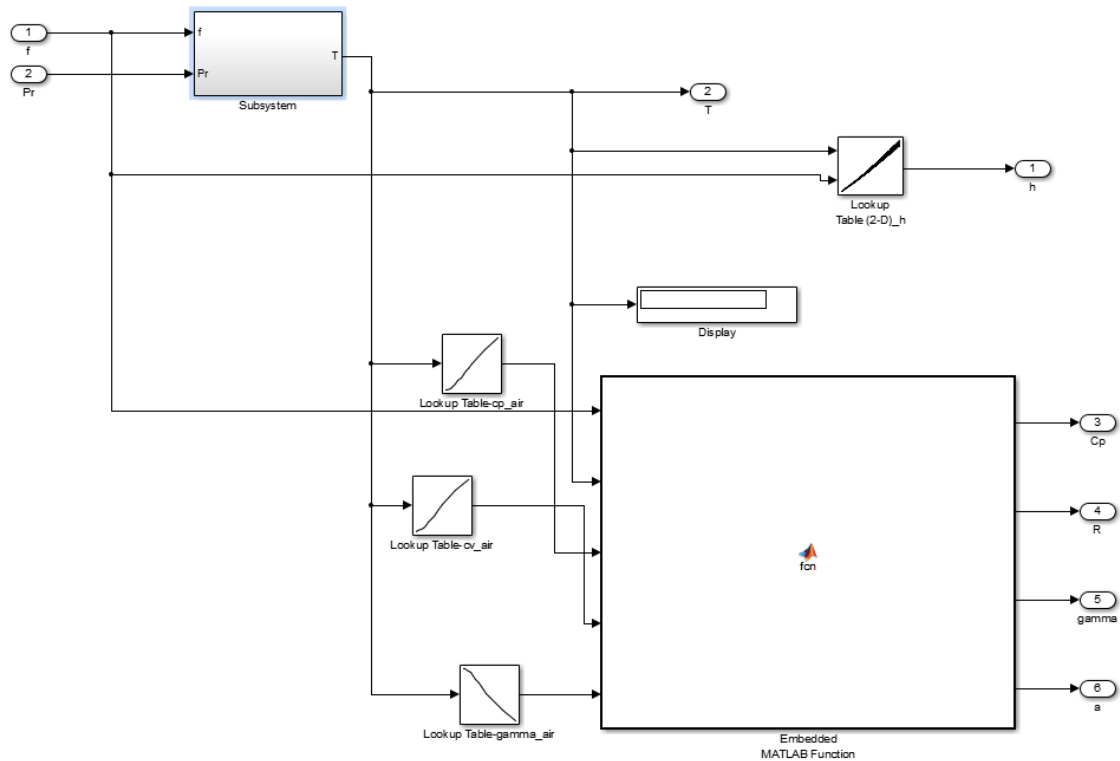 1
f
2
Pr
f
Pr
T
Subsystem
2
T
Lookup
Table (2-D)_h
1
h
Display
Lookup Table-cp_air
Lookup Table-cv_air
Lookup Table-gamma_air
fcn
Embedded
MATLAB Function
3
Cp
4
R
5
gamma
6
a